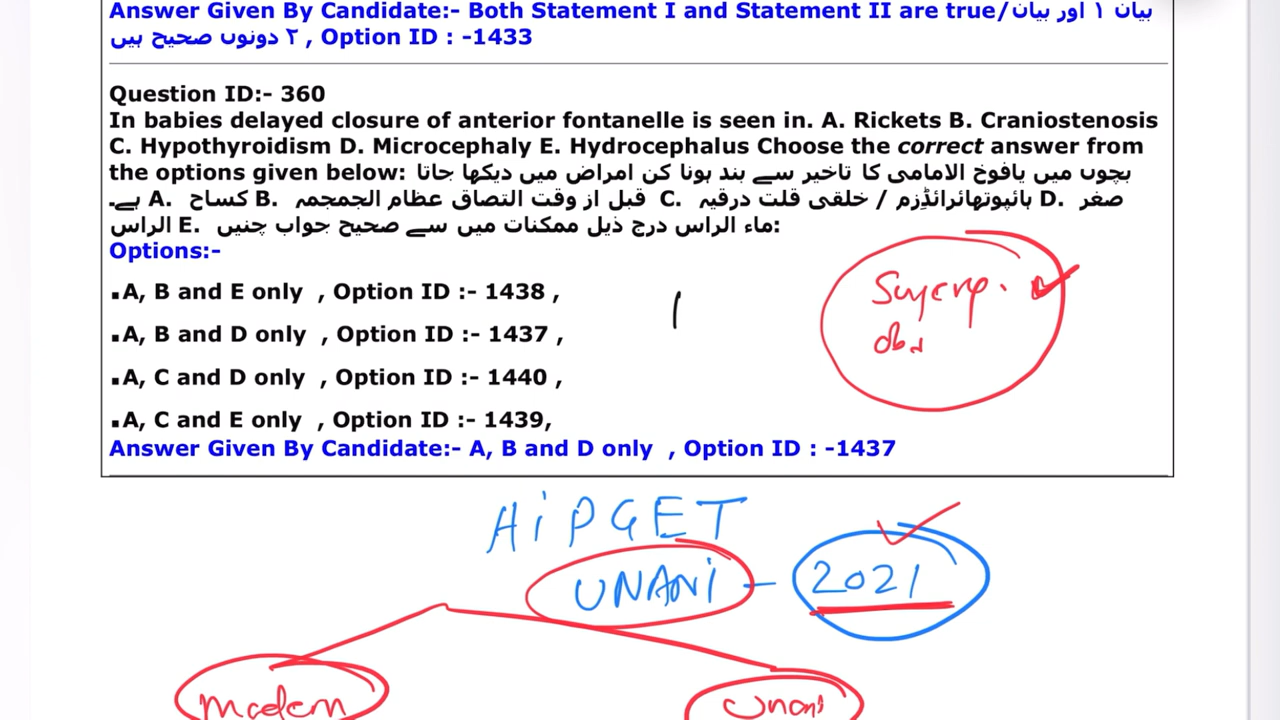 Answer Given By Candidate:- Both Statement I and Statement II are true/بیان ۱ اور بیان
۲ دونوں صحیح ہیں , Option ID : -1433
Question ID:- 360
In babies delayed closure of anterior fontanelle is seen in. A. Rickets B. Craniostenosis
C. Hypothyroidism D. Microcephaly E. Hydrocephalus Choose the correct answer from
the options given below: بچوں میں یافوخ الامامی کا تاخیر سے بند ہونا کن امراض میں دیکھا جاتا
ہے۔ A. کساح B. قبل از وقت التصاق عظام الجمجمہ C. ہائپوتھائرائڈِزم / خلقی قلت درقیہ D. صغر
الراس E. ماء الراس درج ذیل ممکنات میں سے صحیح جواب چنیں:
Options:-
▪A, B and E only , Option ID :- 1438 ,
▪A, B and D only , Option ID :- 1437 ,
▪A, C and D only , Option ID :- 1440 ,
▪A, C and E only , Option ID :- 1439,
Answer Given By Candidate:- A, B and D only , Option ID : -1437
AiPGET
UNANi - 2021
Modern Unani